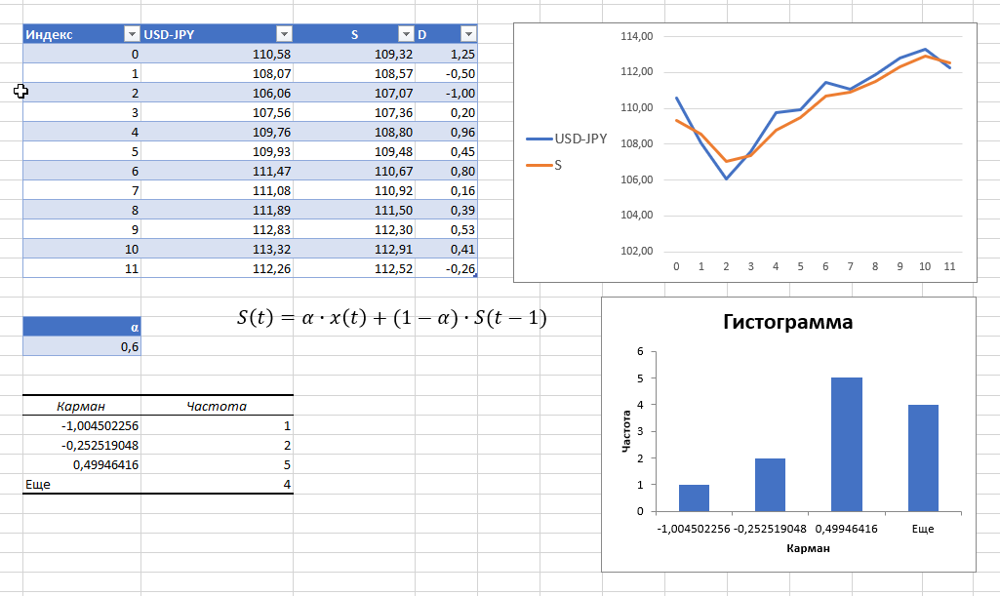 Индекс USD-JPY S D
0 110,58 109,32 1,25
1 108,07 108,57 -0,50
2 106,06 107,07 -1,00
3 107,56 107,36 0,20
4 109,76 108,80 0,96
5 109,93 109,48 0,45
6 111,47 110,67 0,80
7 111,08 110,92 0,16
8 111,89 111,50 0,39
9 112,83 112,30 0,53
10 113,32 112,91 0,41
11 112,26 112,52 -0,26
114,00
112,00
110,00
108,00
106,00
104,00
102,00
0 1 2 3 4 5 6 7 8 9 10 11
USD-JPY
S
α
0,6
S(t) = α · x(t) + (1 − α) · S(t − 1)
Карман Частота
-1,004502256 1
-0,252519048 2
0,49946416 5
Еще 4
Гистограмма
Частота
6
5
4
3
2
1
0
-1,004502256 -0,252519048 0,49946416 Еще
Карман